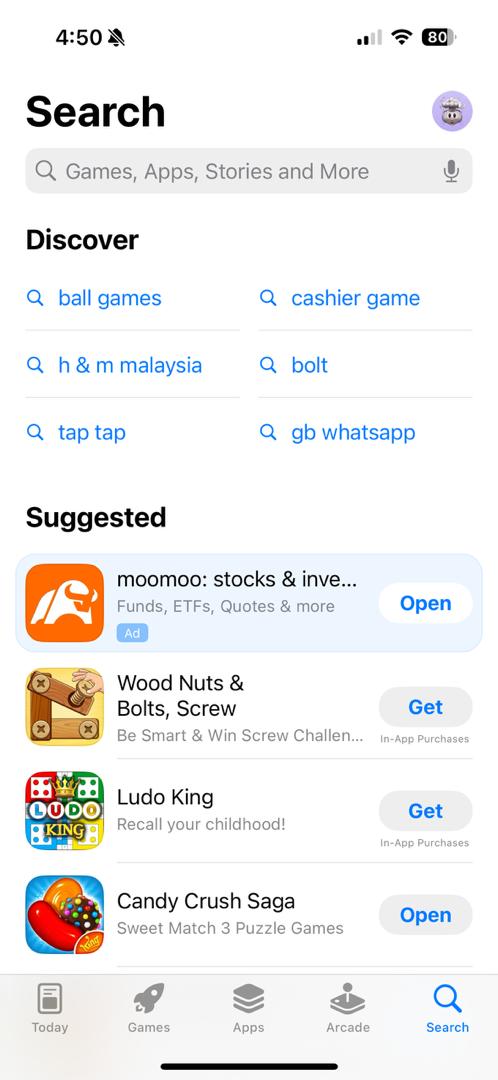 4:50
80
Search
Games, Apps, Stories and More
Discover
ball games
cashier game
h & m malaysia
bolt
tap tap
gb whatsapp
Suggested
moomoo: stocks & inve...
Funds, ETFs, Quotes & more
Ad
Open
Wood Nuts &
Bolts, Screw
Be Smart & Win Screw Challen...
Get
In-App Purchases
LUDO
KING
Ludo King
Recall your childhood!
Get
In-App Purchases
King
Candy Crush Saga
Sweet Match 3 Puzzle Games
Open
Today
Games
Apps
Arcade
Search